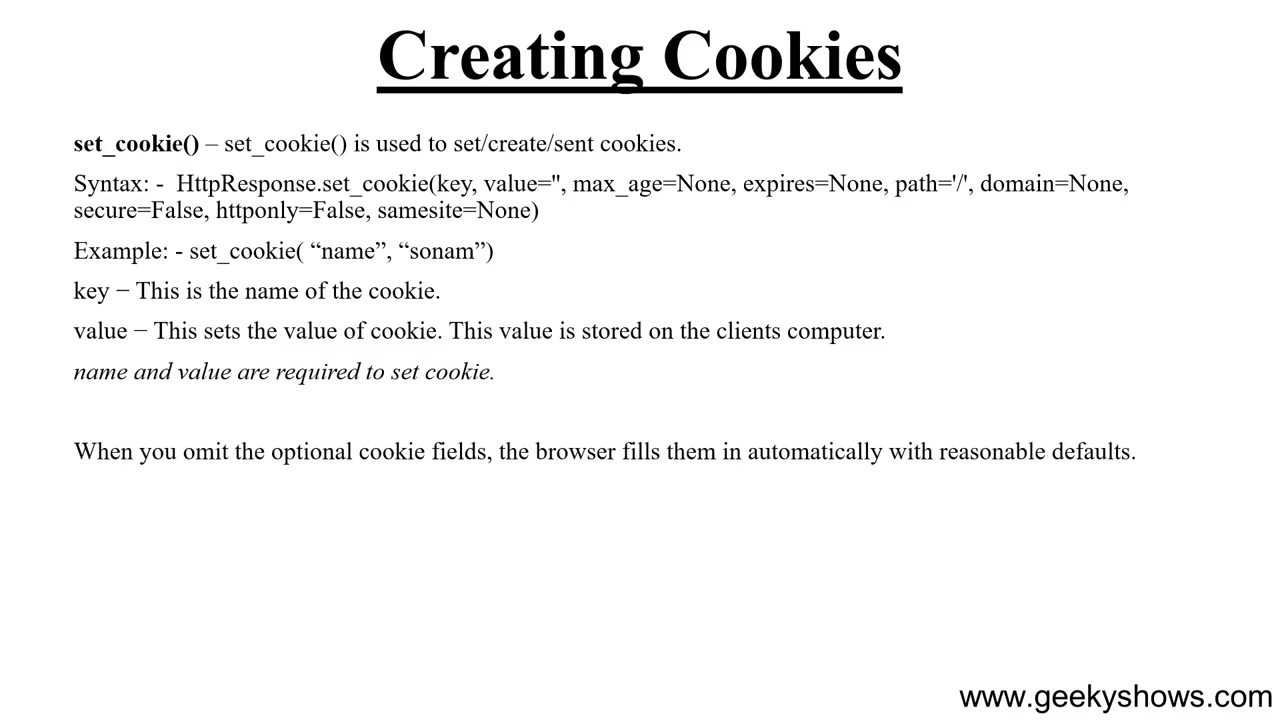 Creating Cookies
set_cookie() – set_cookie() is used to set/create/sent cookies.
Syntax: -  HttpResponse.set_cookie(key, value='', max_age=None, expires=None, path='/', domain=None,
secure=False, httponly=False, samesite=None)
Example: - set_cookie( “name”, “sonam”)
key − This is the name of the cookie.
value − This sets the value of cookie. This value is stored on the clients computer.
name and value are required to set cookie.
When you omit the optional cookie fields, the browser fills them in automatically with reasonable defaults.
www.geekyshows.com